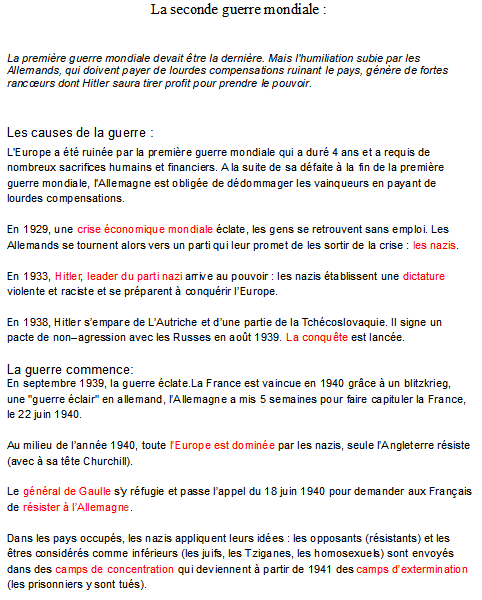 La seconde guerre mondiale :
La première guerre mondiale devait être la dernière. Mais l'humiliation subie par les
Allemands, qui doivent payer de lourdes compensations ruinant le pays, génère de fortes
rancœurs dont Hitler saura tirer profit pour prendre le pouvoir.
Les causes de la guerre :
L'Europe a été ruinée par la première guerre mondiale qui a duré 4 ans et a requis de
nombreux sacrifices humains et financiers. A la suite de sa défaite à la fin de la première
guerre mondiale, l'Allemagne est obligée de dédommager les vainqueurs en payant de
lourdes compensations.
En 1929, une crise économique mondiale éclate, les gens se retrouvent sans emploi. Les
Allemands se tournent alors vers un parti qui leur promet de les sortir de la crise : les nazis.
En 1933, Hitler, leader du parti nazi arrive au pouvoir : les nazis établissent une dictature
violente et raciste et se préparent à conquérir l'Europe.
En 1938, Hitler s'empare de L'Autriche et d'une partie de la Tchécoslovaquie. Il signe un
pacte de non–agression avec les Russes en août 1939. La conquête est lancée.
La guerre commence:
En septembre 1939, la guerre éclate.La France est vaincue en 1940 grâce à un blitzkrieg,
une "guerre éclair" en allemand, l'Allemagne a mis 5 semaines pour faire capituler la France,
le 22 juin 1940.
Au milieu de l'année 1940, toute l'Europe est dominée par les nazis, seule l'Angleterre résiste
(avec à sa tête Churchill).
Le général de Gaulle s'y réfugie et passe l'appel du 18 juin 1940 pour demander aux Français
de résister à l'Allemagne.
Dans les pays occupés, les nazis appliquent leurs idées : les opposants (résistants) et les
êtres considérés comme inférieurs (les juifs, les Tziganes, les homosexuels) sont envoyés
dans des camps de concentration qui deviennent à partir de 1941 des camps d'extermination
(les prisonniers y sont tués).